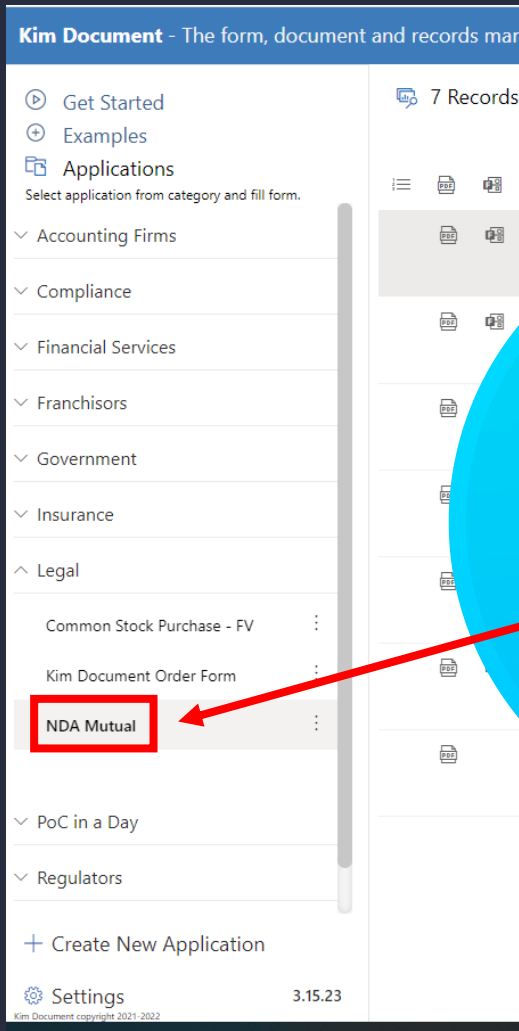 Kim Document - The form, document and records mar
Get Started
7 Records
Examples
Applications
Select application from category and fill form.
Accounting Firms
Compliance
Financial Services
Franchisors
Government
Insurance
Legal
Common Stock Purchase - FV
Kim Document Order Form
NDA Mutual
PoC in a Day
Regulators
Create New Application
Settings
3.15.23
Kim Document copyright 2021-2022